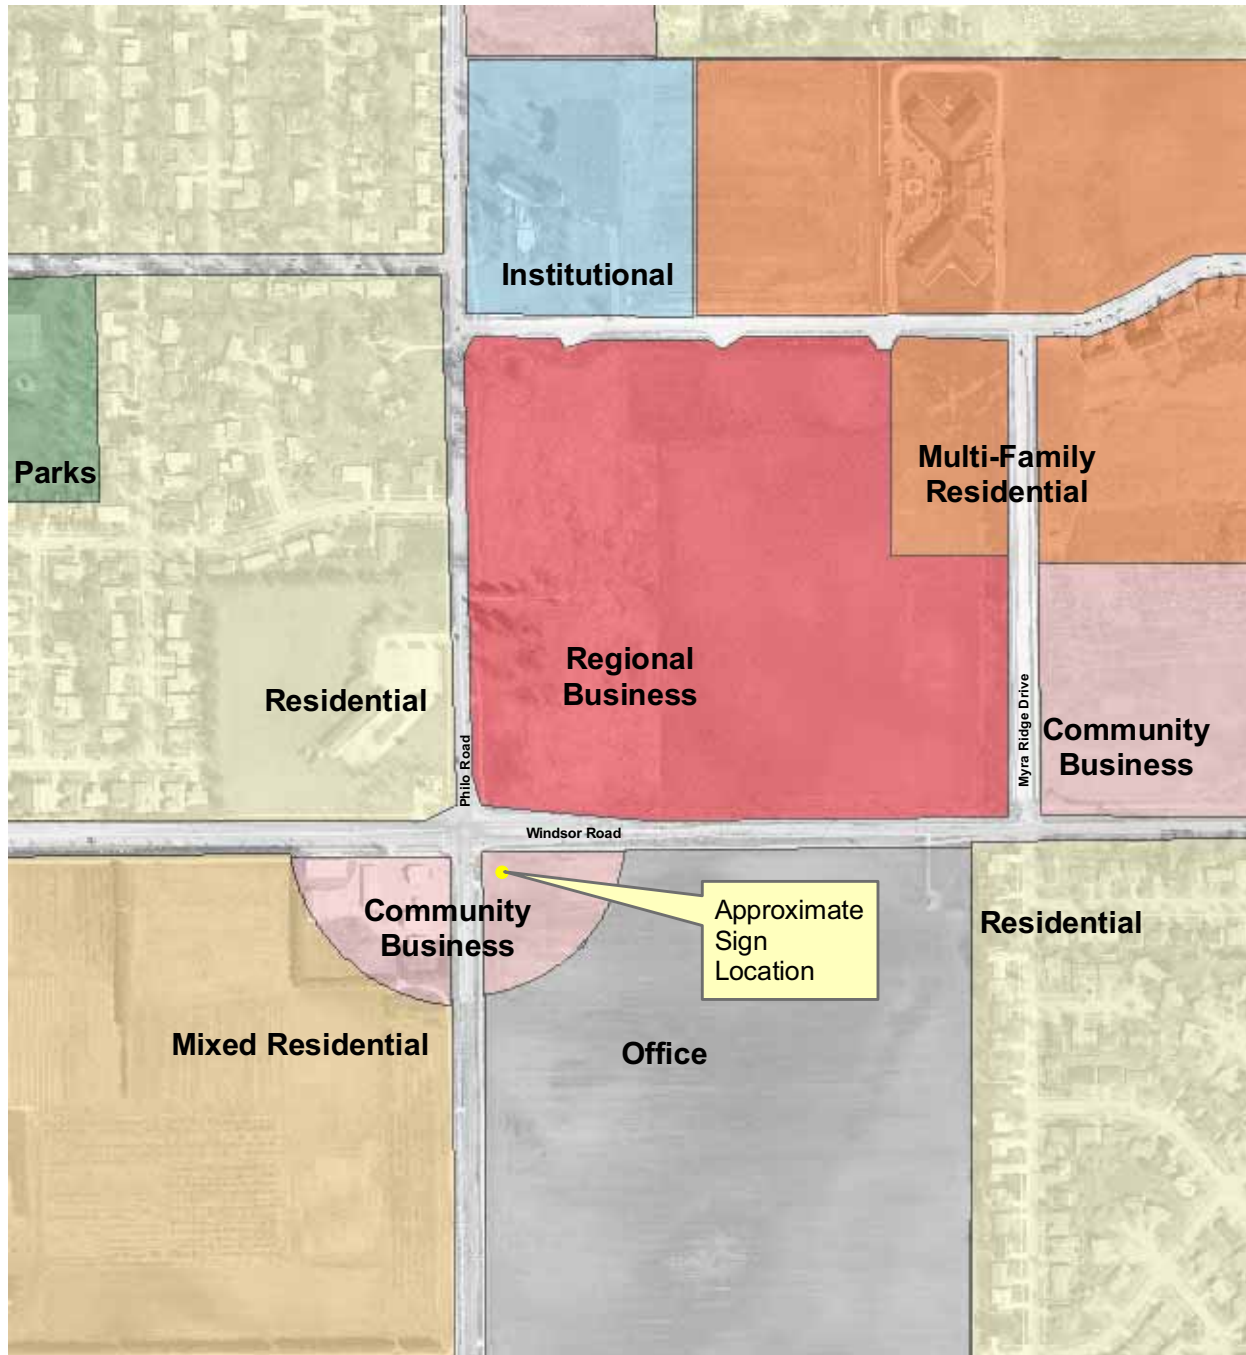 Institutional
Multi-Family
Residential
Parks
Regional
Business
Residential
Myra Ridge Drive
Community
Business
Philo Road
Windsor Road
Community
Business
Approximate
Sign
Location
Residential
Mixed Residential
Office